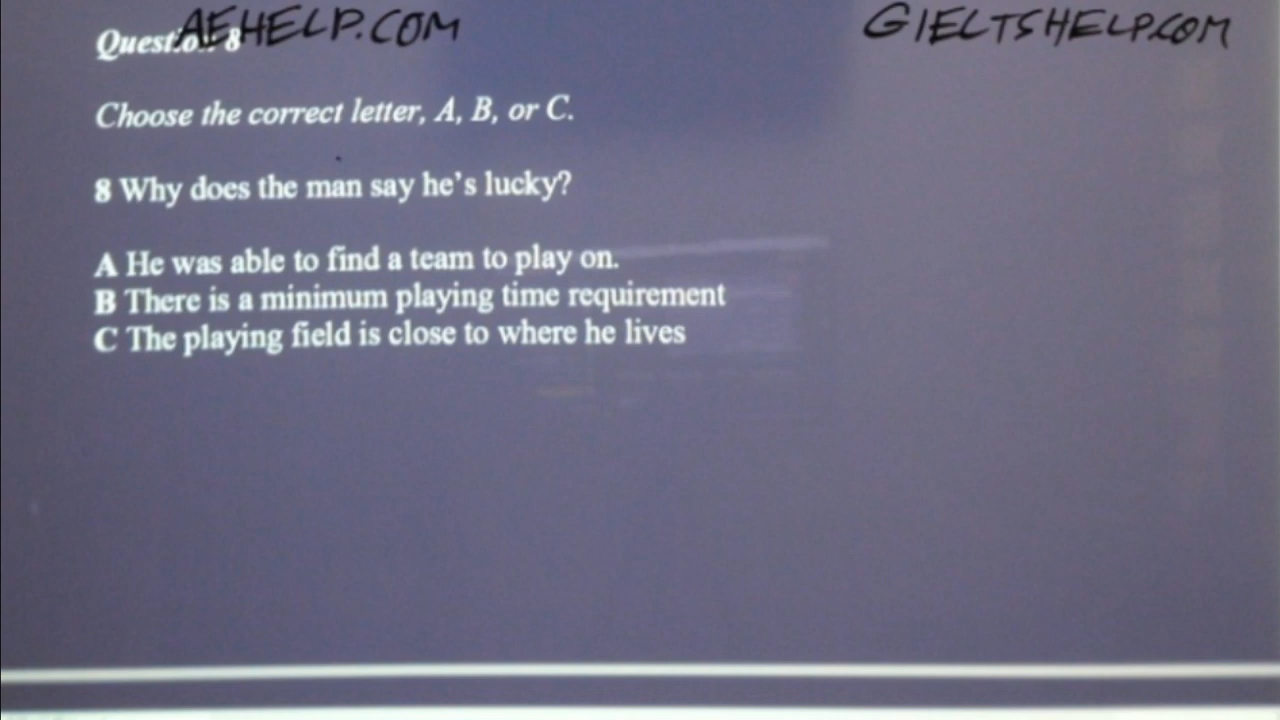 AEHELP.COM GIELTSHELP.COM
Question 8
Choose the correct letter, A, B, or C.
8 Why does the man say he's lucky?
A He was able to find a team to play on.
B There is a minimum playing time requirement
C The playing field is close to where he lives